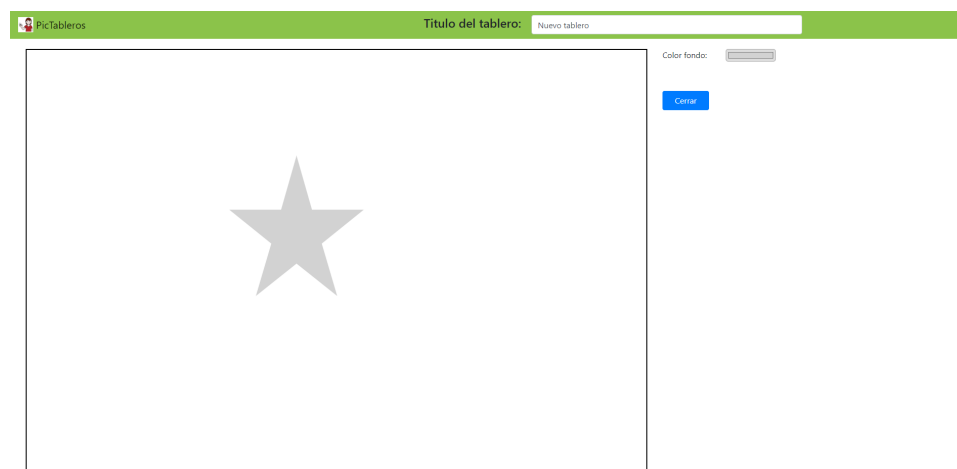 PicTableros
Titulo del tablero:
Nuevo tablero
Color fondo:
Cerrar